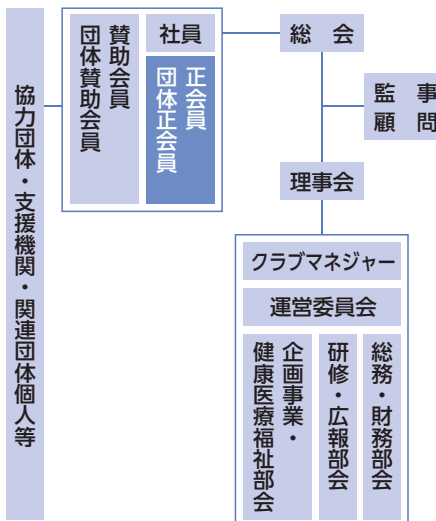 協力団体・支援機関・関連団体個人等
賛助会員
団体賛助会員
社員
正会員
団体正会員
総　会
監　事
顧　問
理事会
クラブマネジャー
運営委員会
企画事業・
健康医療福祉部会
研修・広報部会
総務・財務部会